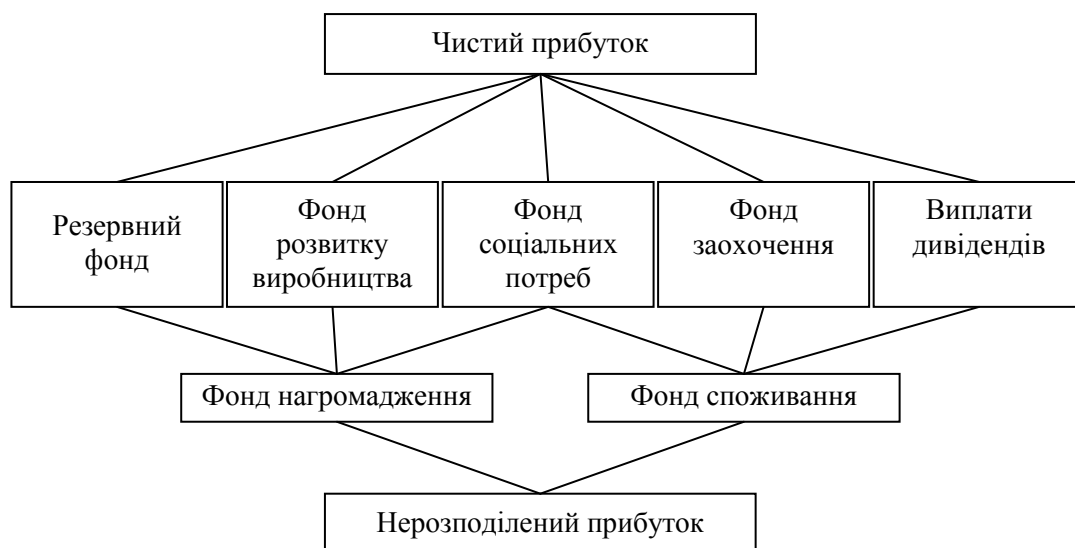 Чистий прибуток
Резервний
фонд
Фонд
розвитку
виробництва
Фонд
соціальних
потреб
Фонд
заохочення
Виплати
дивідендів
Фонд нагромадження
Фонд споживання
Нерозподілений прибуток